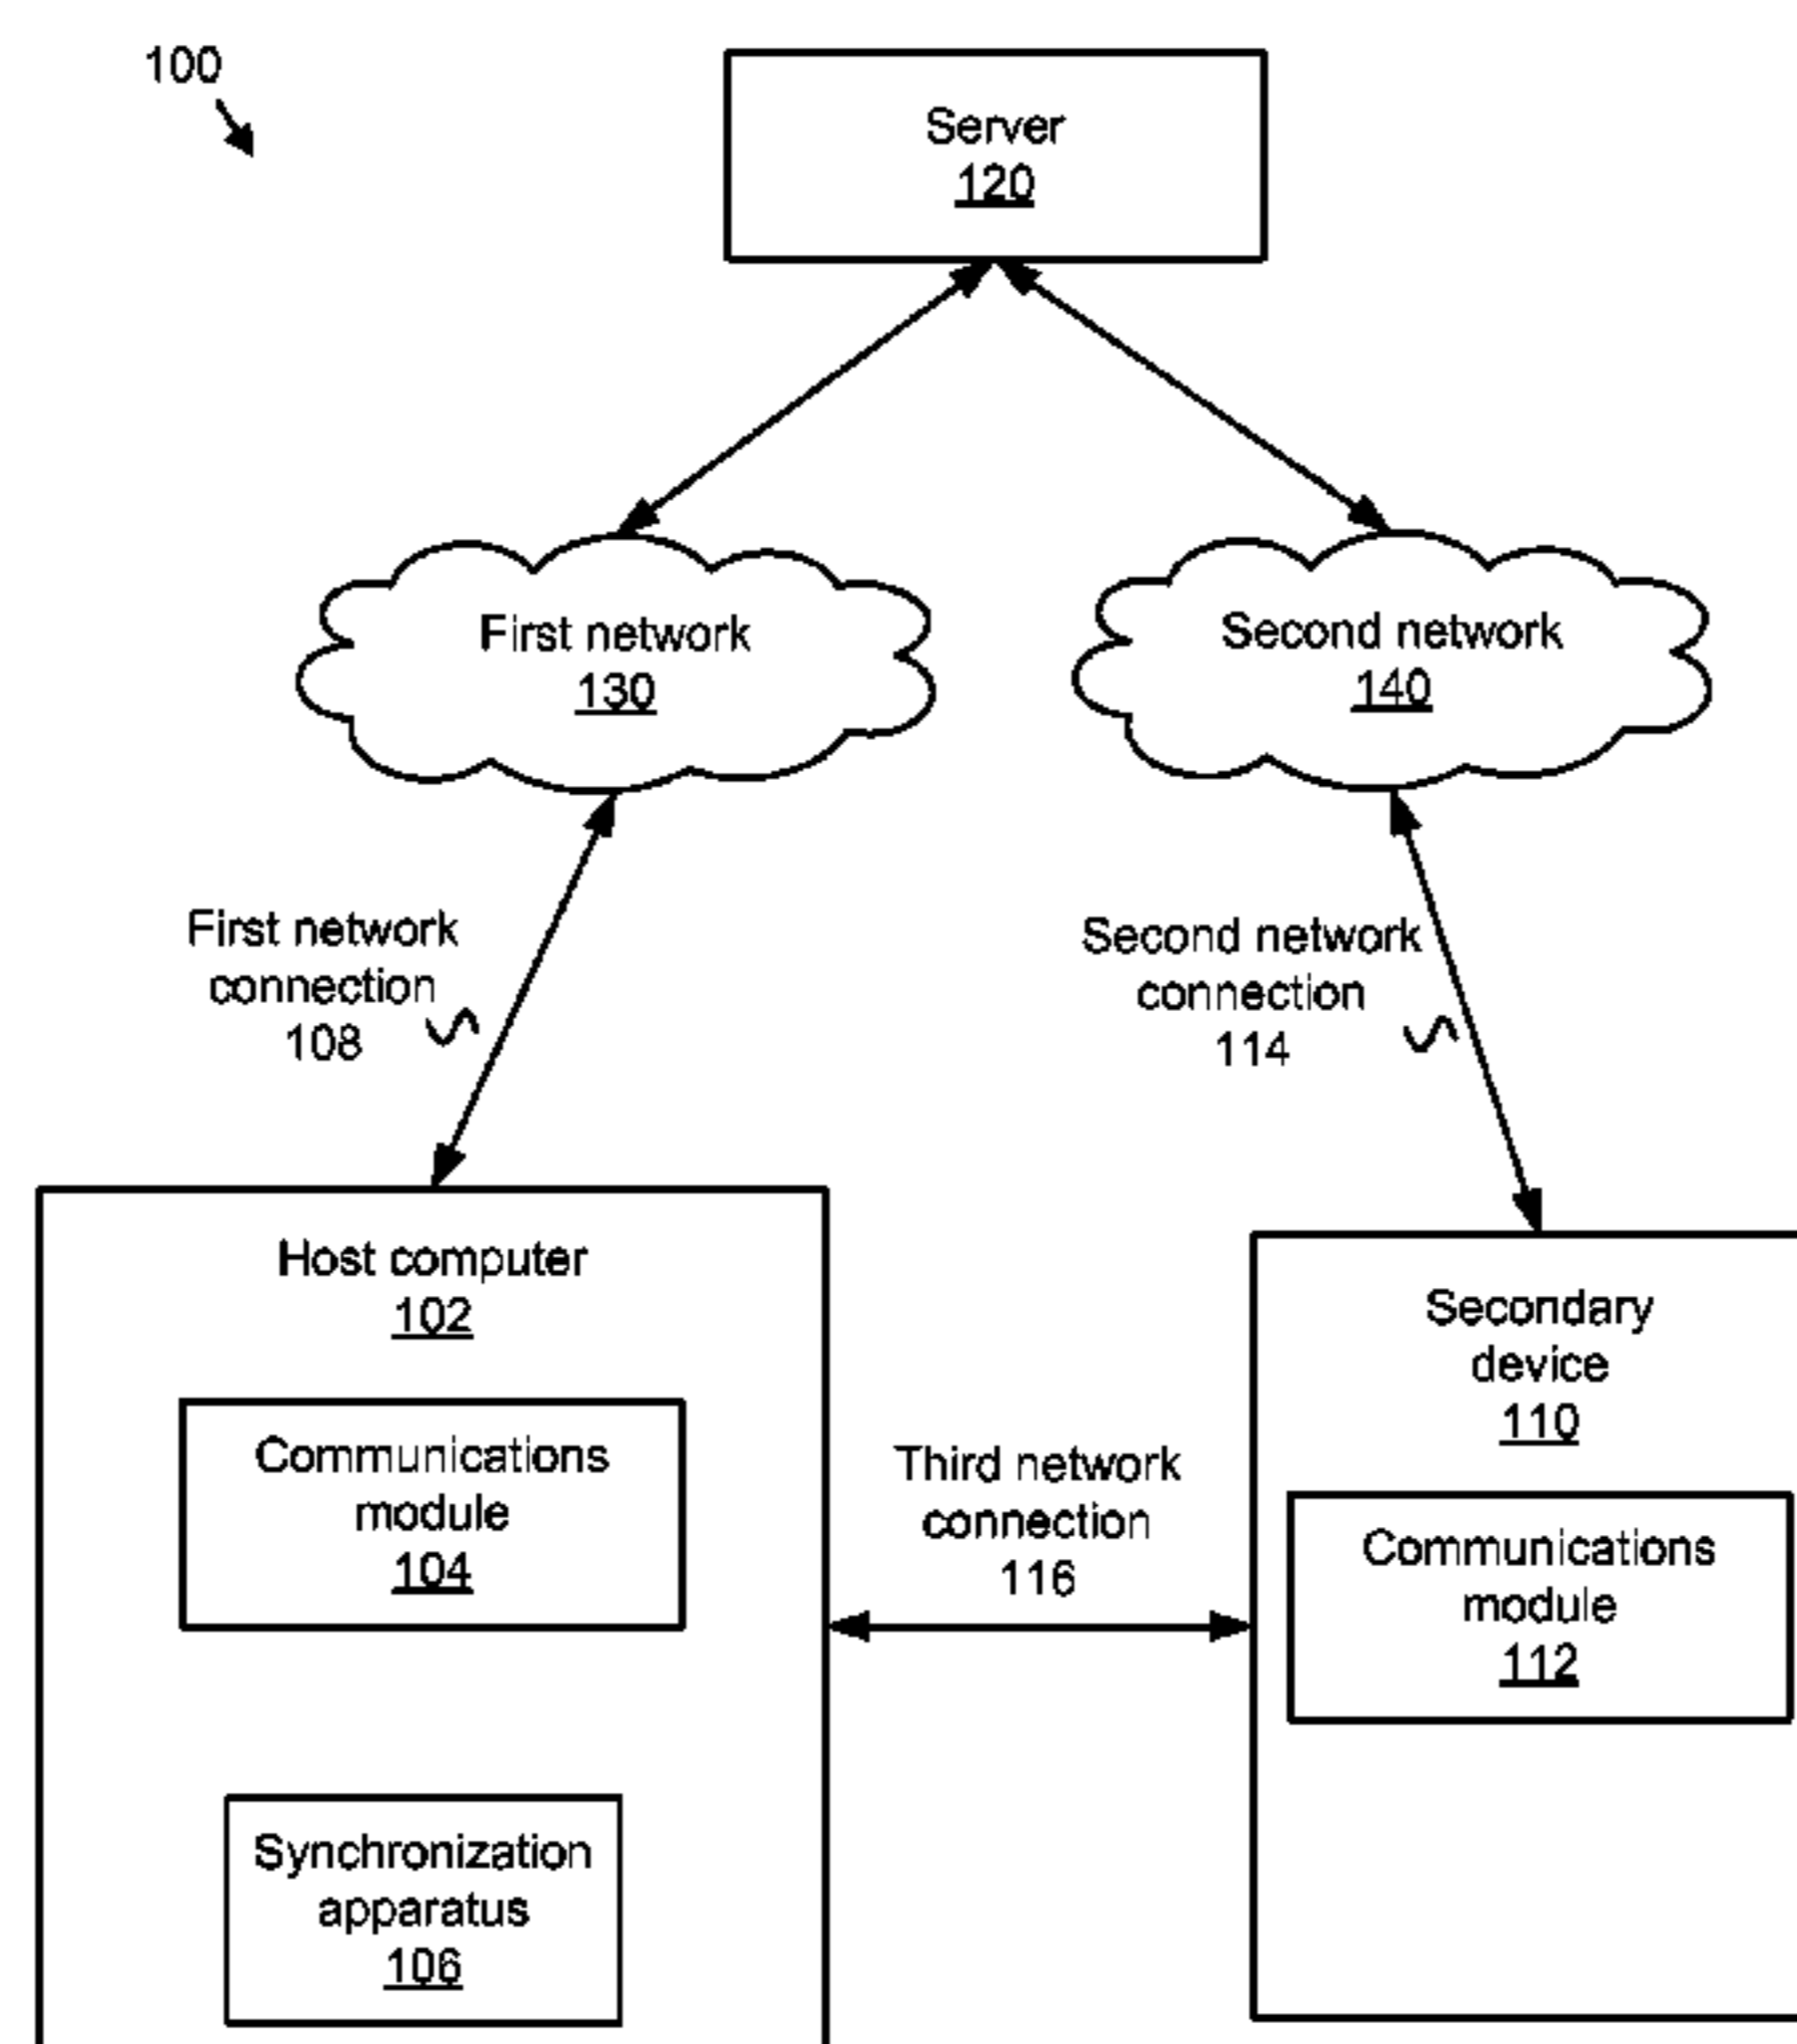 100
Server
120
First network
130
Second network
140
First network
connection
108
Second network
connection
114
Host computer
102
Communications
module
104
Synchronization
apparatus
106
Third network
connection
116
Secondary
device
110
Communications
module
112